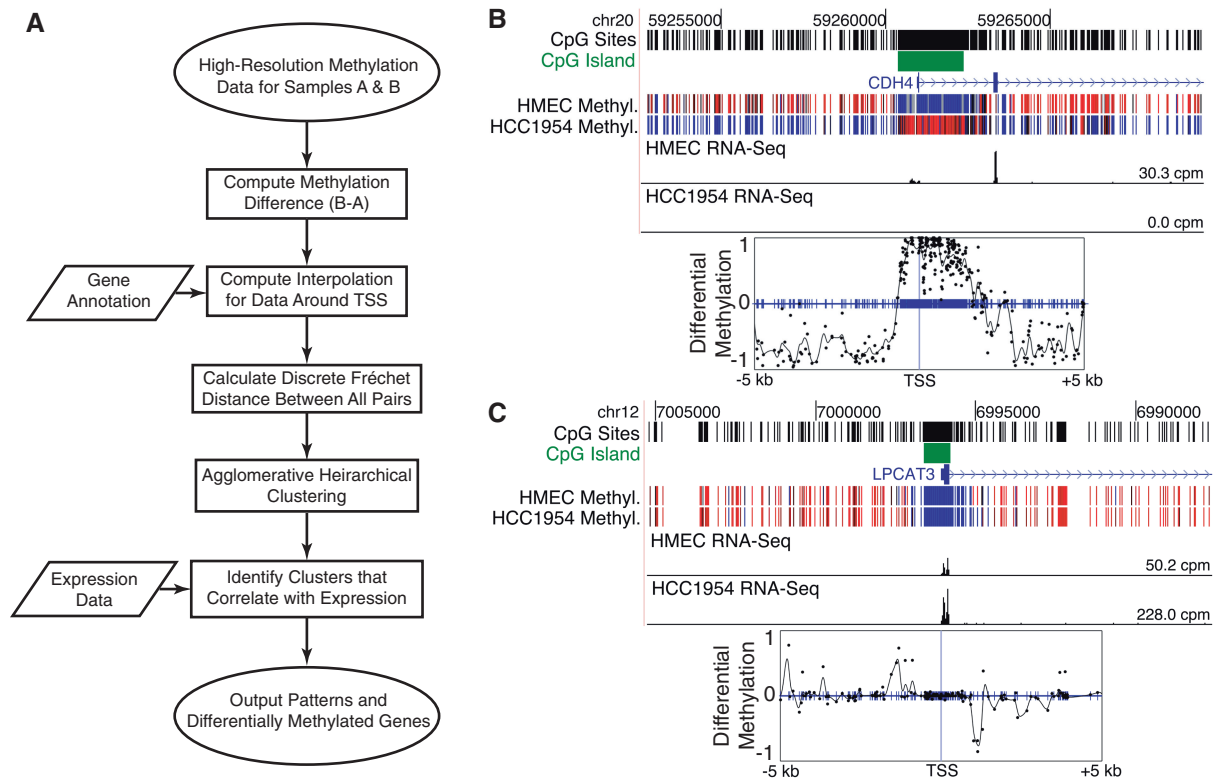 A
High-Resolution Methylation
Data for Samples A & B
Compute Methylation
Difference (B-A)
Gene
Annotation
Compute Interpolation
for Data Around TSS
Calculate Discrete Fréchet
Distance Between All Pairs
Agglomerative Heirarchical
Clustering
Expression
Data
Identify Clusters that
Correlate with Expression
Output Patterns and
Differentially Methylated Genes
B
chr20 59255000 59260000 59265000
CpG Sites
CpG Island
CDH4
HMEC Methyl.
HCC1954 Methyl.
HMEC RNA-Seq
30.3 cpm
HCC1954 RNA-Seq
0.0 cpm
Differential
Methylation
1
0
-1
-5 kb TSS +5 kb
C
chr12 7005000 7000000 6995000 6990000
CpG Sites
CpG Island
LPCAT3
HMEC Methyl.
HCC1954 Methyl.
HMEC RNA-Seq
50.2 cpm
HCC1954 RNA-Seq
228.0 cpm
Differential
Methylation
1
0
-1
-5 kb TSS +5 kb